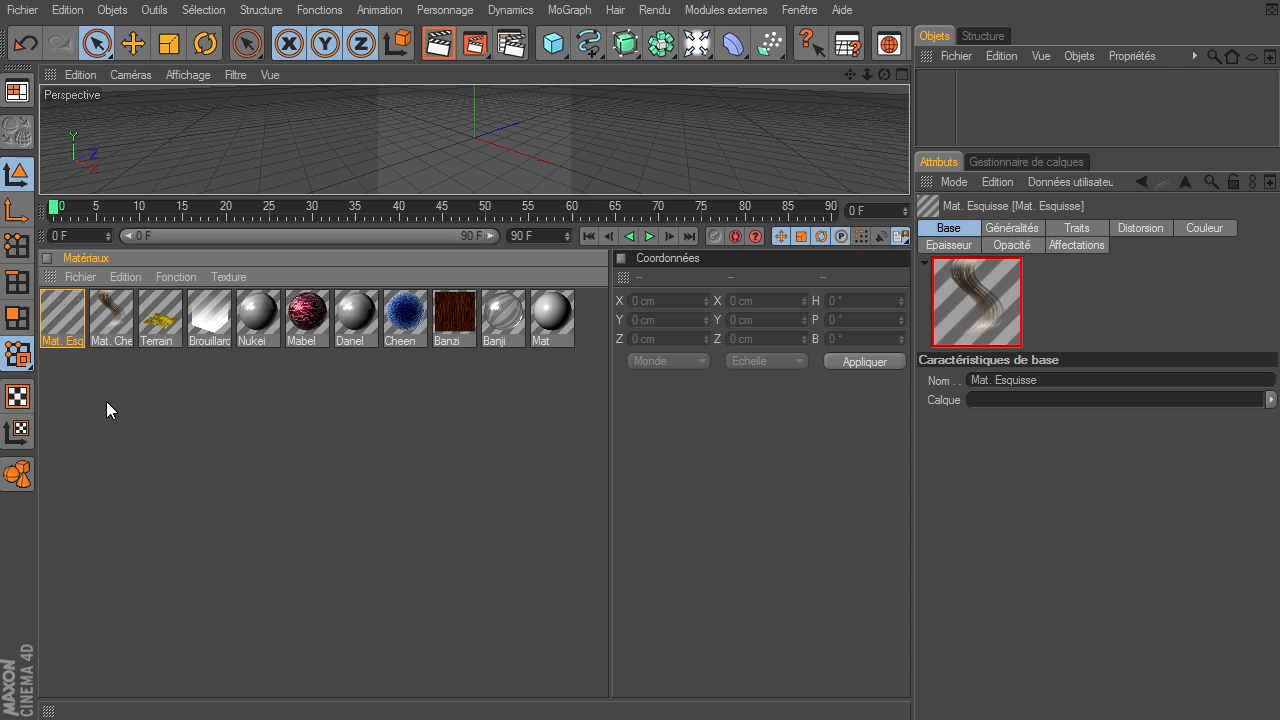 Fichier Edition Objets Outils Sélection Structure Fonctions Animation Personnage Dynamics MoGraph Hair Rendu Modules externes Fenêtre Aide
Objets Structure
Fichier Edition Vue Objets Propriétés
Edition Caméras Affichage Filtre Vue
Perspective
Y
Z
X
0 5 10 15 20 25 30 35 40 45 50 55 60 65 70 75 80 85 90
0 F
0 F
0 F
90 F
90 F
Matériaux
Fichier Edition Fonction Texture
Mat. Esq Mat. Che Terrain Brouillarc Nukei Mabel Danel Cheen Banzi Banji Mat
Coordonnées
-- -- --
X 0 cm X 0 cm H 0 °
Y 0 cm Y 0 cm P 0 °
Z 0 cm Z 0 cm B 0 °
Monde Echelle Appliquer
Attributs Gestionnaire de calques
Mode Edition Données utilisateu
Mat. Esquisse [Mat. Esquisse]
Base Généralités Traits Distorsion Couleur
Epaisseur Opacité Affectations
Caractéristiques de base
Nom . . Mat. Esquisse
Calque
MAXON
CINEMA 4D